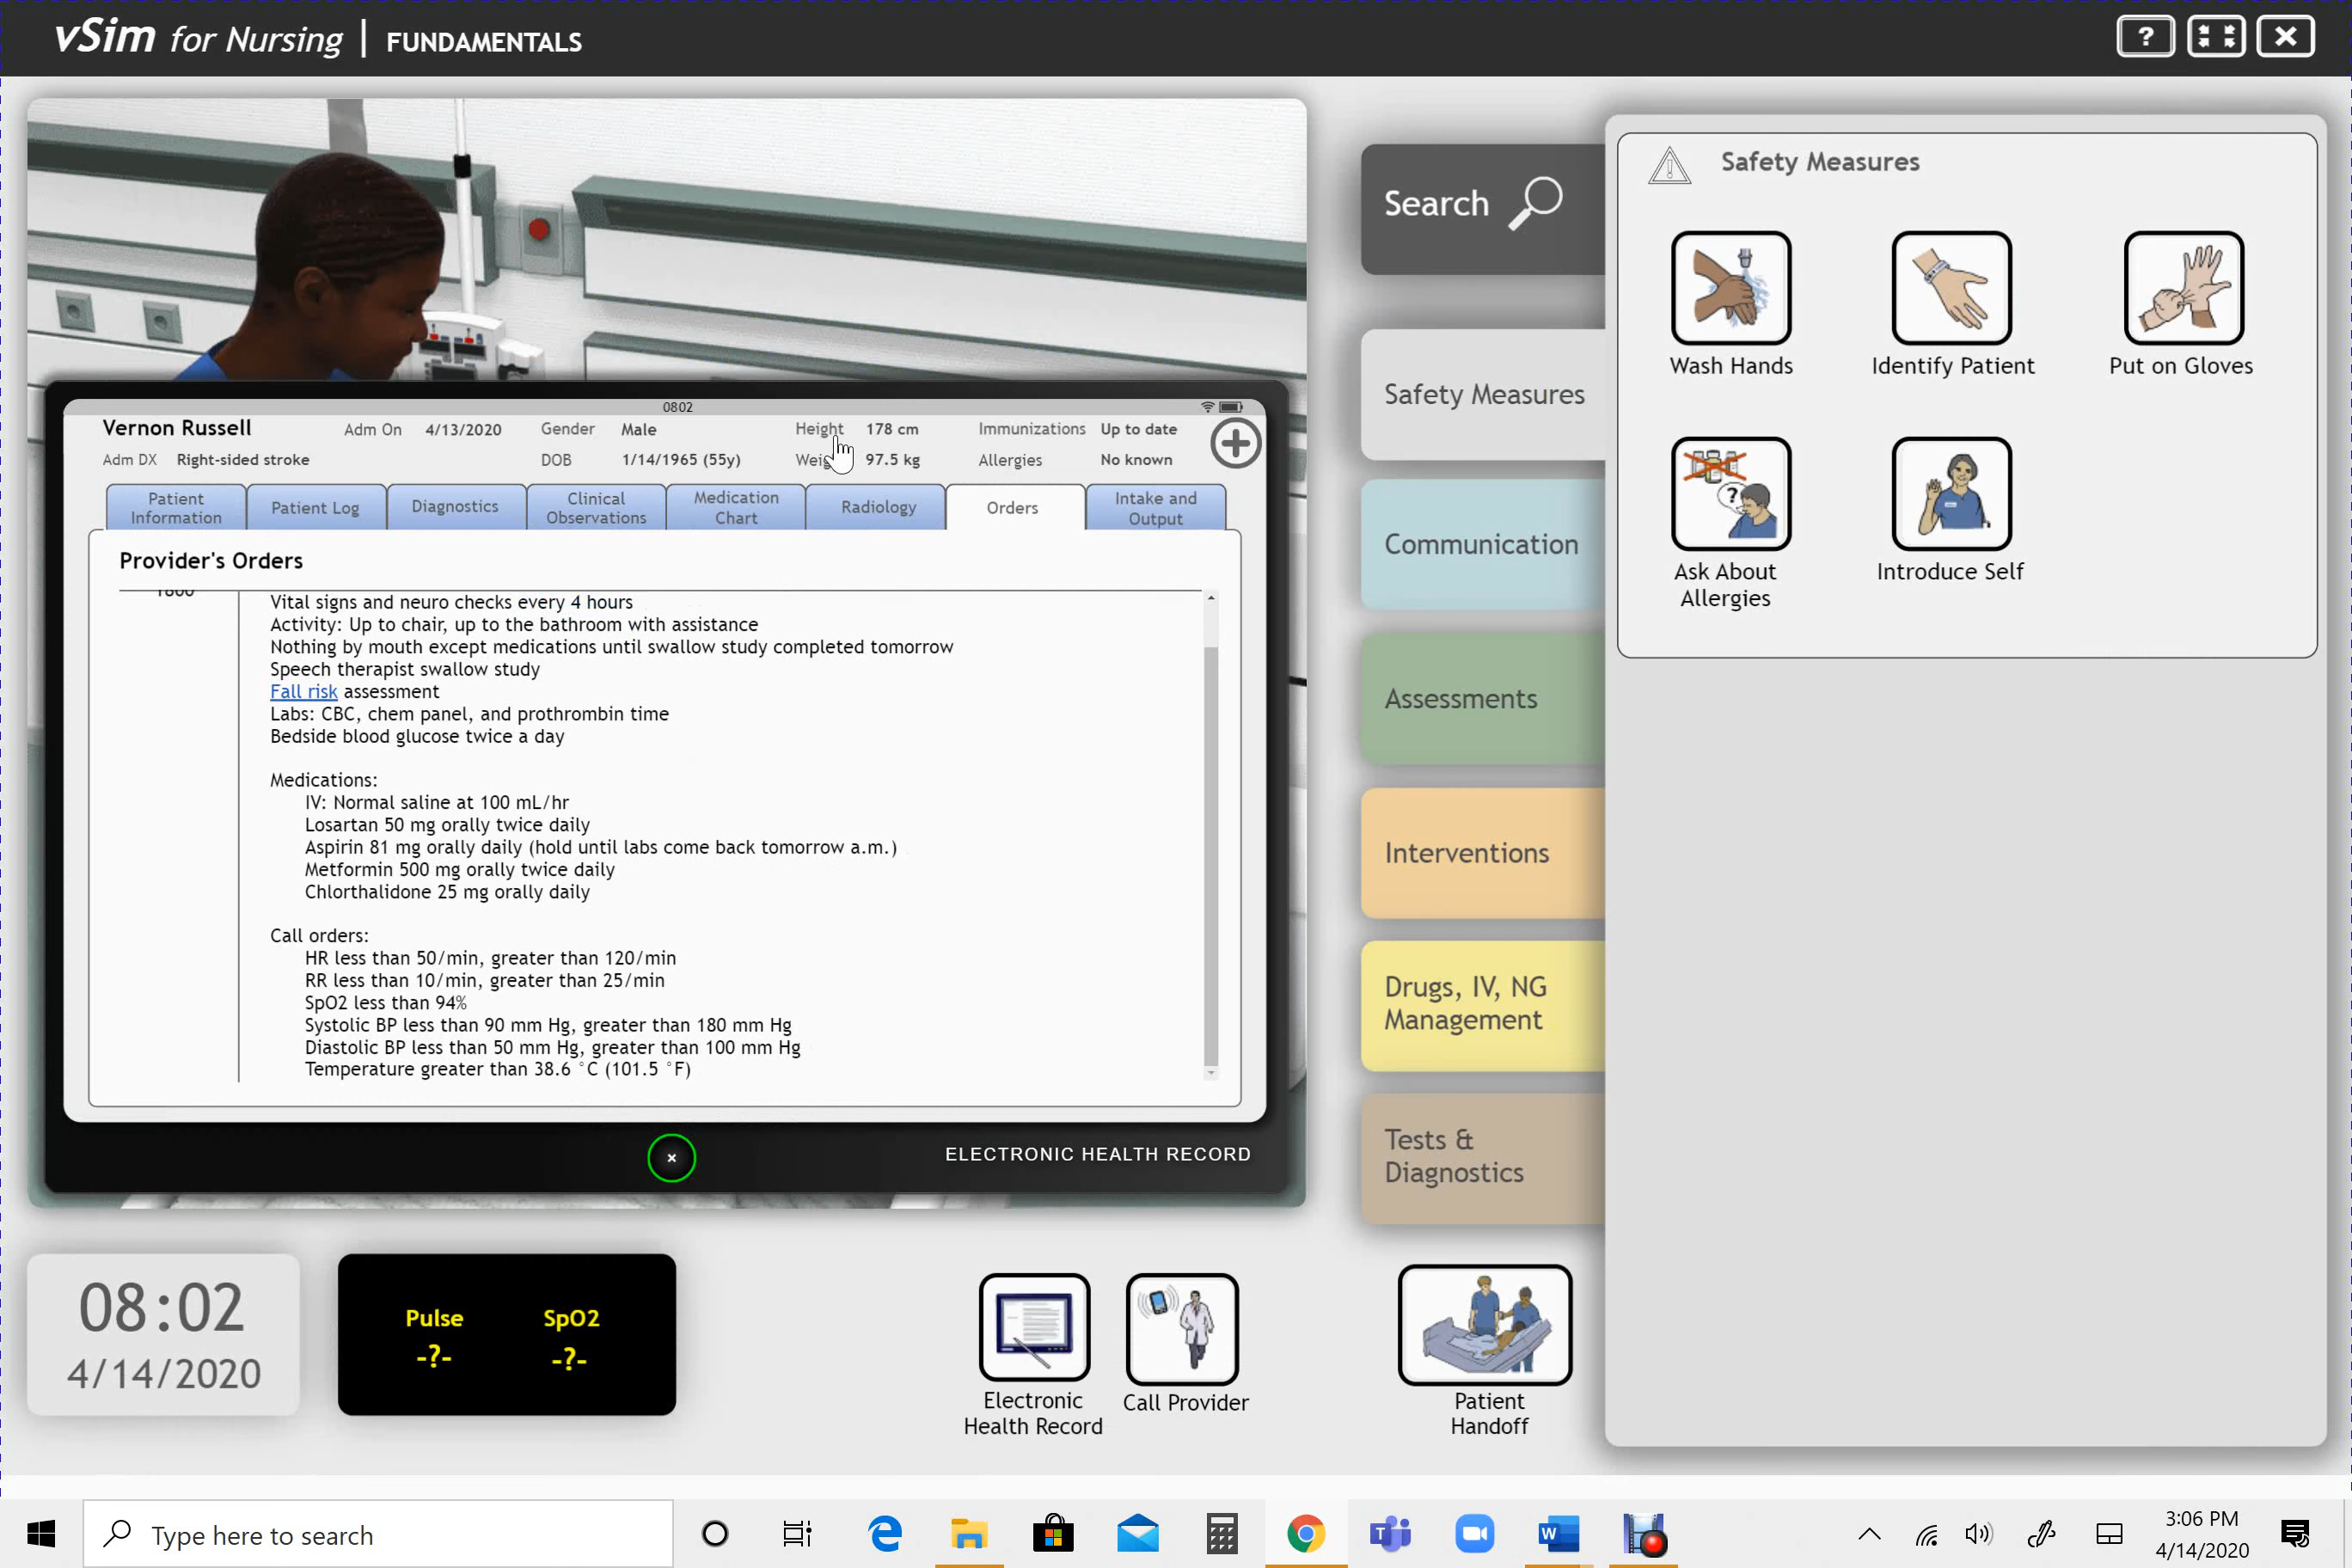 vSim for Nursing | FUNDAMENTALS
?
Search
Safety Measures
Communication
Assessments
Interventions
Drugs, IV, NG
Management
Tests &
Diagnostics
Safety Measures
Wash Hands
Identify Patient
Put on Gloves
Ask About
Allergies
Introduce Self
0802
Vernon Russell Adm On 4/13/2020 Gender Male Height 178 cm Immunizations Up to date
Adm DX Right-sided stroke DOB 1/14/1965 (55y) 97.5 kg Allergies No known
Patient
Information
Patient Log
Diagnostics
Clinical
Observations
Medication
Chart
Radiology
Orders
Intake and
Output
Provider's Orders
Vital signs and neuro checks every 4 hours
Activity: Up to chair, up to the bathroom with assistance
Nothing by mouth except medications until swallow study completed tomorrow
Speech therapist swallow study
Fall risk assessment
Labs: CBC, chem panel, and prothrombin time
Bedside blood glucose twice a day
Medications:
IV: Normal saline at 100 mL/hr
Losartan 50 mg orally twice daily
Aspirin 81 mg orally daily (hold until labs come back tomorrow a.m.)
Metformin 500 mg orally twice daily
Chlorthalidone 25 mg orally daily
Call orders:
HR less than 50/min, greater than 120/min
RR less than 10/min, greater than 25/min
SpO2 less than 94%
Systolic BP less than 90 mm Hg, greater than 180 mm Hg
Diastolic BP less than 50 mm Hg, greater than 100 mm Hg
Temperature greater than 38.6 °C (101.5 °F)
ELECTRONIC HEALTH RECORD
08:02
4/14/2020
Pulse SpO2
-?- -?-
Electronic
Health Record
Call Provider
Patient
Handoff
Type here to search
3:06 PM
4/14/2020